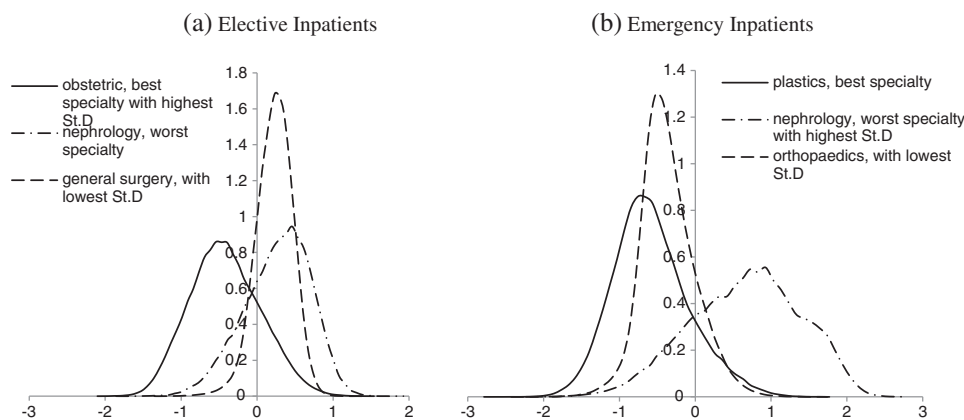 (a) Elective Inpatients
obstetric, best
specialty with highest
St.D
nephrology, worst
specialty
general surgery, with
lowest St.D
1.8
1.6
1.4
1.2
1
0.8
0.6
0.4
0.2
0
-3 -2 -1 0 1 2
(b) Emergency Inpatients
plastics, best specialty
nephrology, worst specialty
with highest St.D
orthopaedics, with lowest
St.D
1.4
1.2
1
0.8
0.6
0.4
0.2
0
-3 -2 -1 0 1 2 3